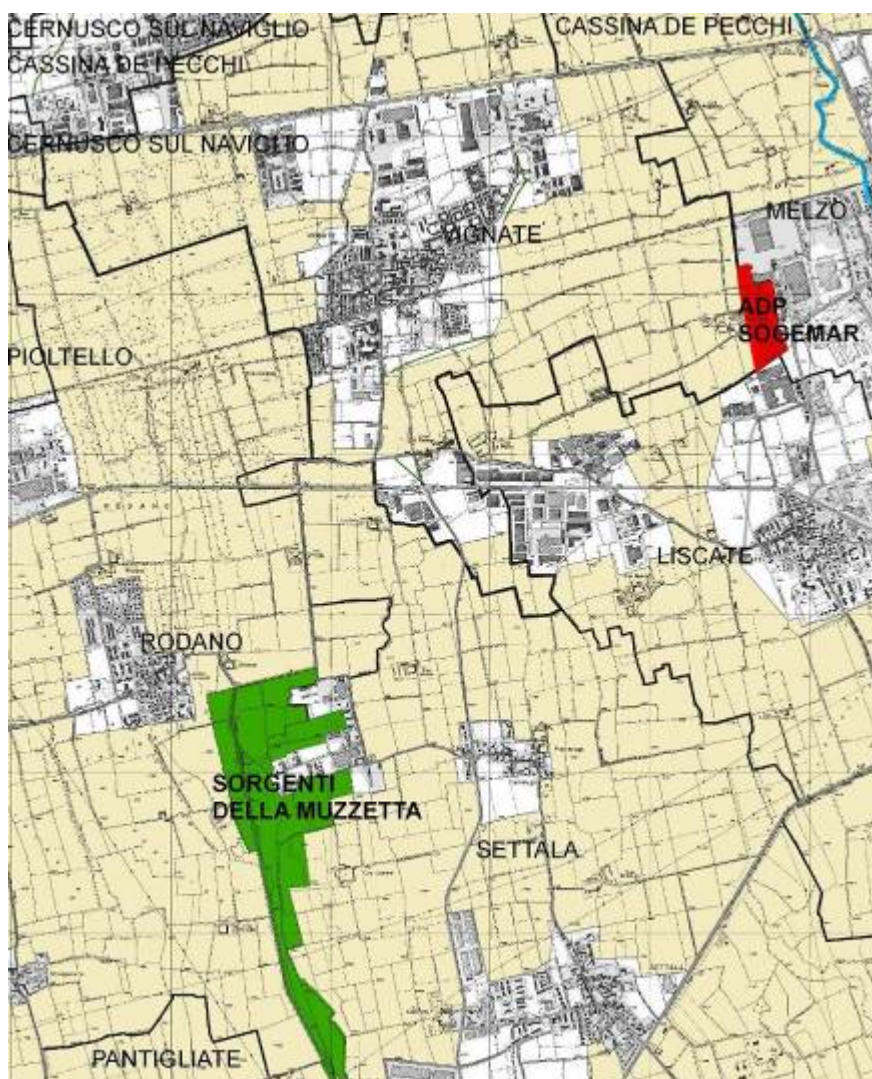 CERNUSCO SUL NAVIGLIO
CASSINA DE PECCHI
CASSINA DE PECCHI
CERNUSCO SUL NAVIGLIO
MELZO
VIGNATE
ADP
SOGEMAR
PIOLTELLO
LISCATE
RODANO
SORGENTI
DELLA MUZZETTA
SETTALA
PANTIGLIATE